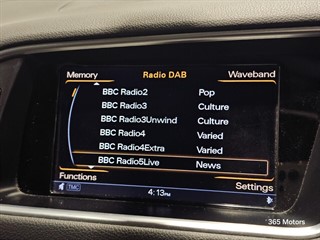 Memory Radio DAB Waveband
BBC Radio2 Pop
BBC Radio3 Culture
BBC Radio3Unwind Culture
BBC Radio4 Varied
BBC Radio4Extra Varied
BBC Radio5Live News
Functions Settings
TMC 4:13PM
365 Motors